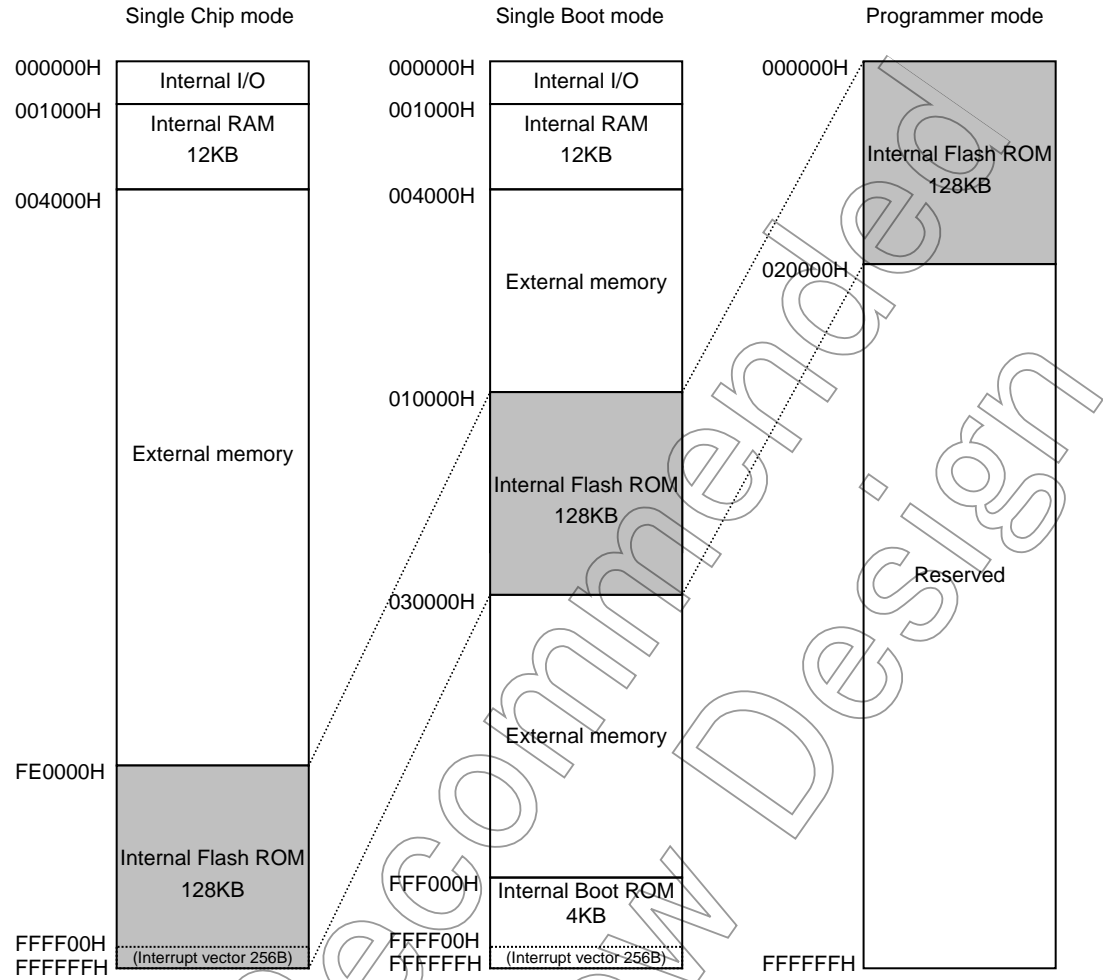 Single Chip mode
000000H
Internal I/O
001000H
Internal RAM
12KB
004000H
External memory
FE0000H
Internal Flash ROM
128KB
FFFF00H
(Interrupt vector 256B)
FFFFFFH
Single Boot mode
000000H
Internal I/O
001000H
Internal RAM
12KB
004000H
External memory
010000H
Internal Flash ROM
128KB
030000H
External memory
FFF000H
Internal Boot ROM
4KB
FFFF00H
(Interrupt vector 256B)
FFFFFFH
Programmer mode
000000H
Internal Flash ROM
128KB
020000H
Reserved
FFFFFFH
ecommended
w Design